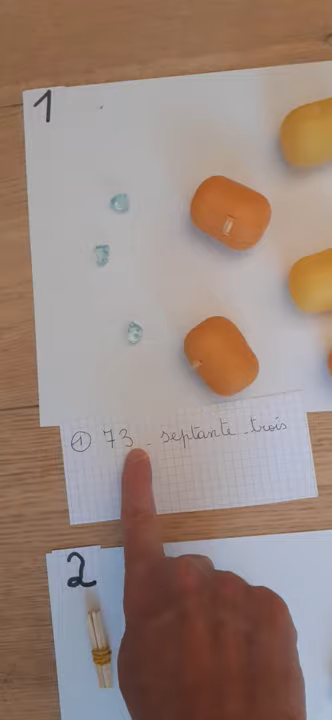 1
① 73 - septante-trois
2